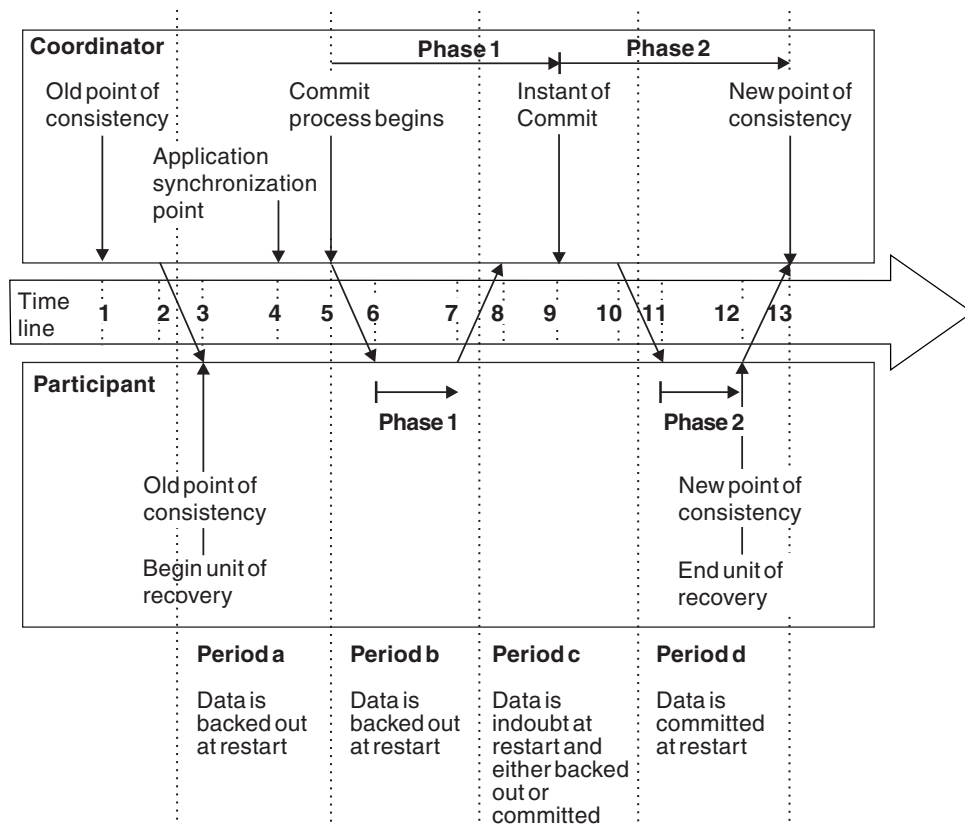 Coordinator
Phase 1
Phase 2
Old point of
consistency
Commit
process begins
Instant of
Commit
New point of
consistency
Application
synchronization
point
Time
line
1 2 3 4 5 6 7 8 9 10 11 12 13
Participant
Phase 1
Phase 2
Old point of
consistency
New point of
consistency
Begin unit of
recovery
End unit of
recovery
Period a
Data is
backed out
at restart
Period b
Data is
backed out
at restart
Period c
Data is
indoubt at
restart and
either backed
out or
committed
Period d
Data is
committed
at restart